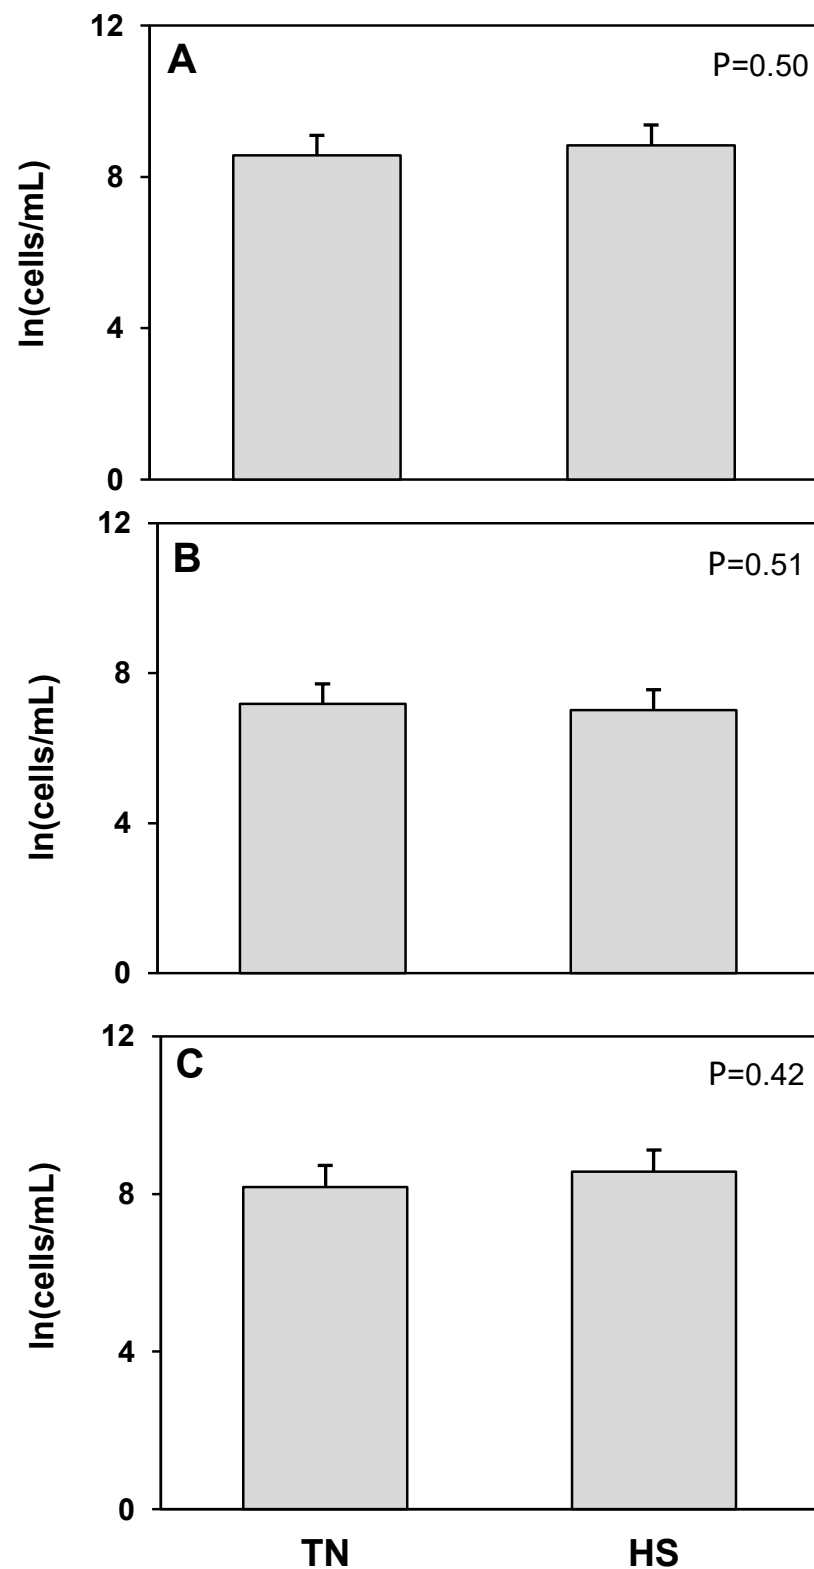 12
A
P=0.50
8
ln(cells/mL)
4
0
12
B
P=0.51
8
ln(cells/mL)
4
0
12
C
P=0.42
8
ln(cells/mL)
4
0
TN HS